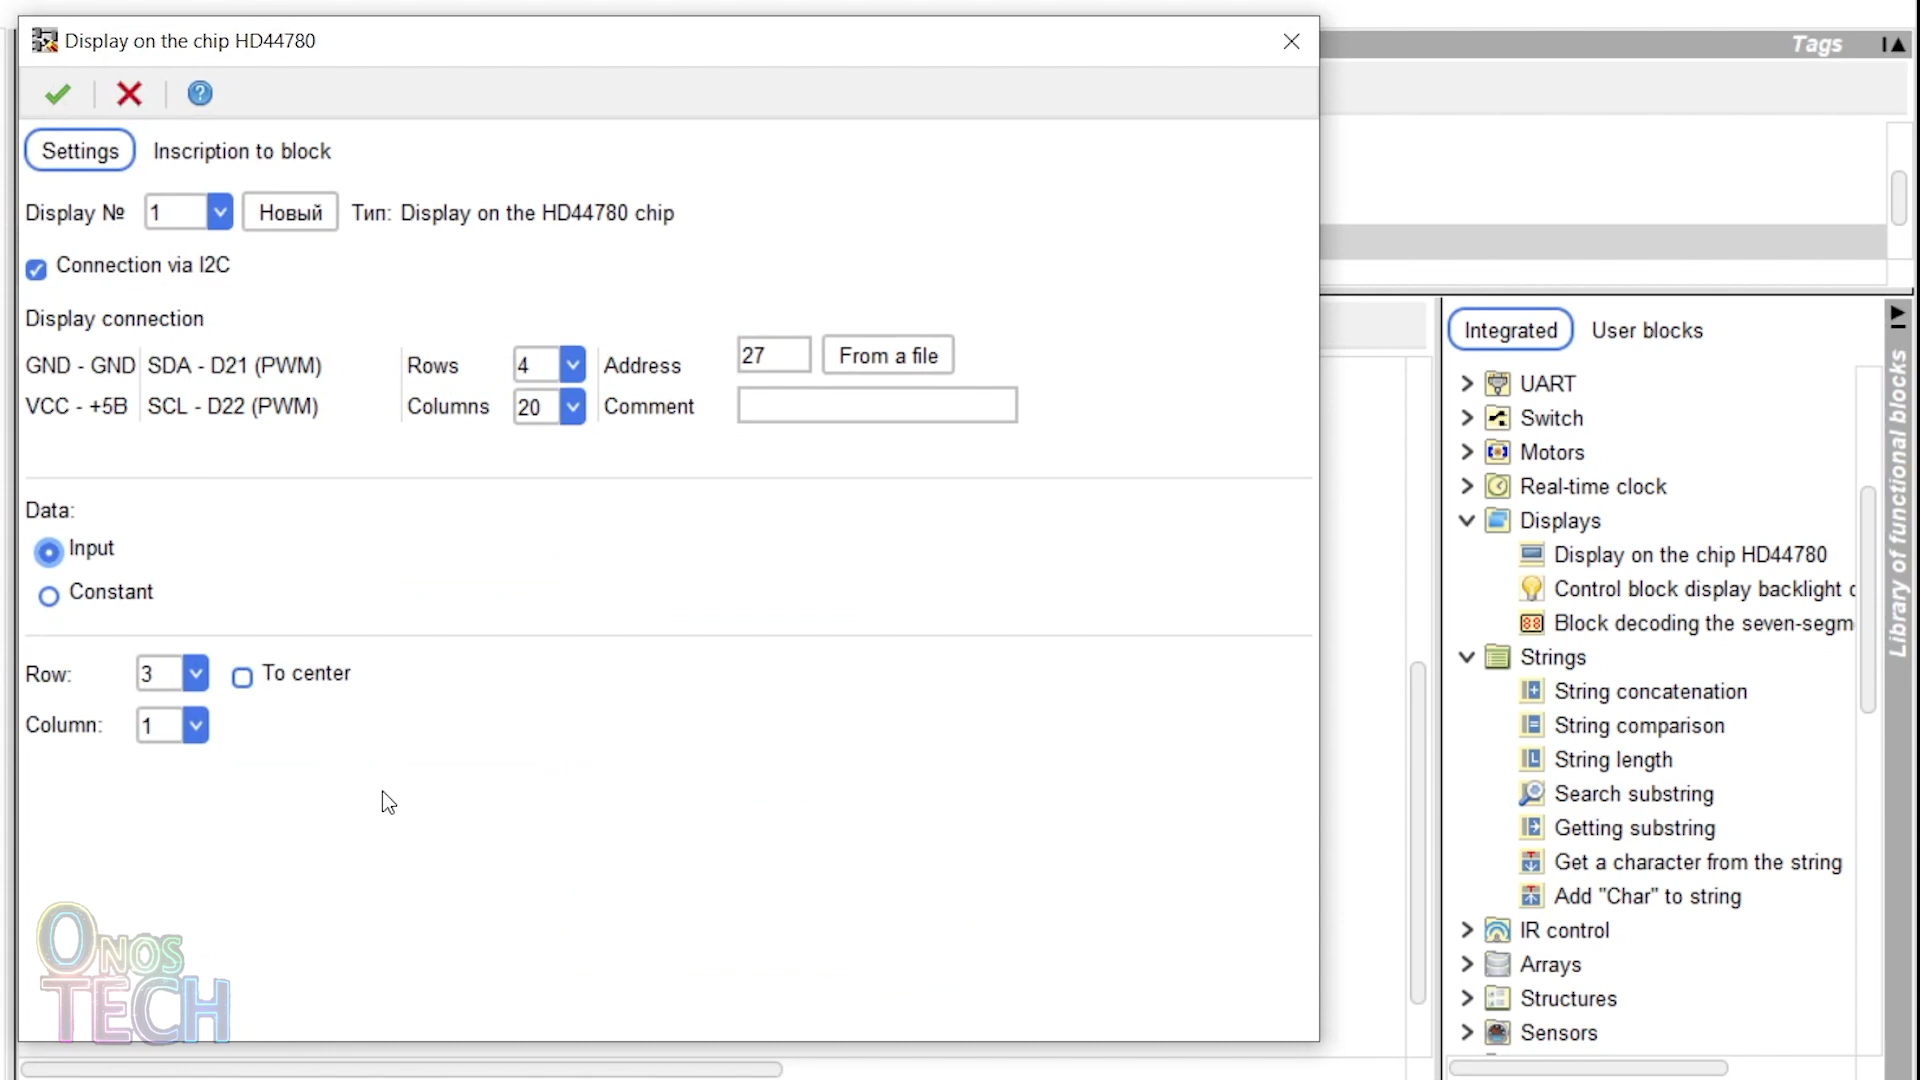 Display on the chip HD44780
Tags
Settings Inscription to block
Display № 1 Новый Тип: Display on the HD44780 chip
Connection via I2C
Display connection
GND - GND SDA - D21 (PWM) Rows 4 Address 27 From a file
VCC - +5B SCL - D22 (PWM) Columns 20 Comment
Data:
Input
Constant
Row: 3 To center
Column: 1
Integrated User blocks
UART
Switch
Motors
Real-time clock
Displays
Display on the chip HD44780
Control block display backlight
Block decoding the seven-segm
Strings
String concatenation
String comparison
String length
Search substring
Getting substring
Get a character from the string
Add "Char" to string
IR control
Arrays
Structures
Sensors
Library of functional blocks
ONOS
TECH